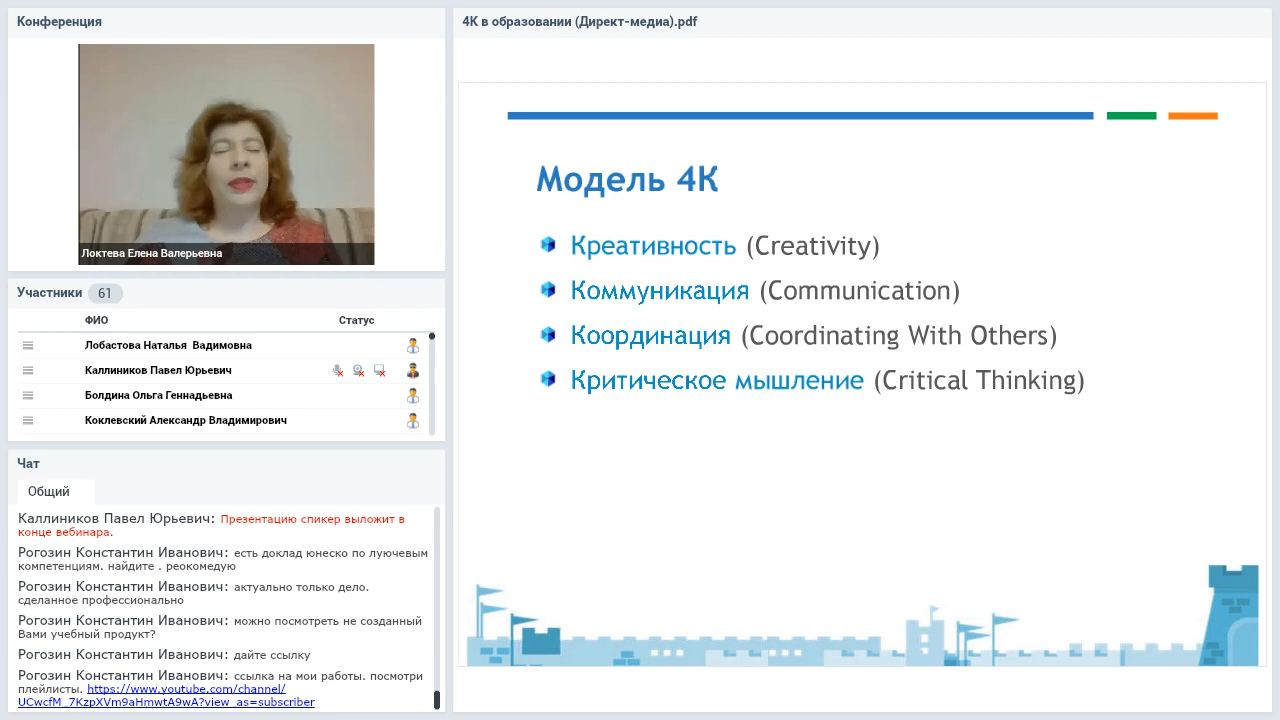 Конференция
Локтева Елена Валерьевна
Участники 61
ФИО Статус
Лобастова Наталья Вадимовна
Каллиников Павел Юрьевич
Болдина Ольга Геннадьевна
Коклевский Александр Владимирович
Чат
Общий
Каллиников Павел Юрьевич: Презентацию спикер выложит в
конце вебинара.
Рогозин Константин Иванович: есть доклад юнеско по луючевым
компетенциям. найдите . реокомедую
Рогозин Константин Иванович: актуально только дело.
сделанное профессионально
Рогозин Константин Иванович: можно посмотреть не созданный
Вами учебный продукт?
Рогозин Константин Иванович: дайте ссылку
Рогозин Константин Иванович: ссылка на мои работы. посмотри
плейлисты. https://www.youtube.com/channel/
UCwcfM_7KzpXVm9aHmwtA9wA?view_as=subscriber
4К в образовании (Директ-медиа).pdf
Модель 4К
Креативность (Creativity)
Коммуникация (Communication)
Координация (Coordinating With Others)
Критическое мышление (Critical Thinking)